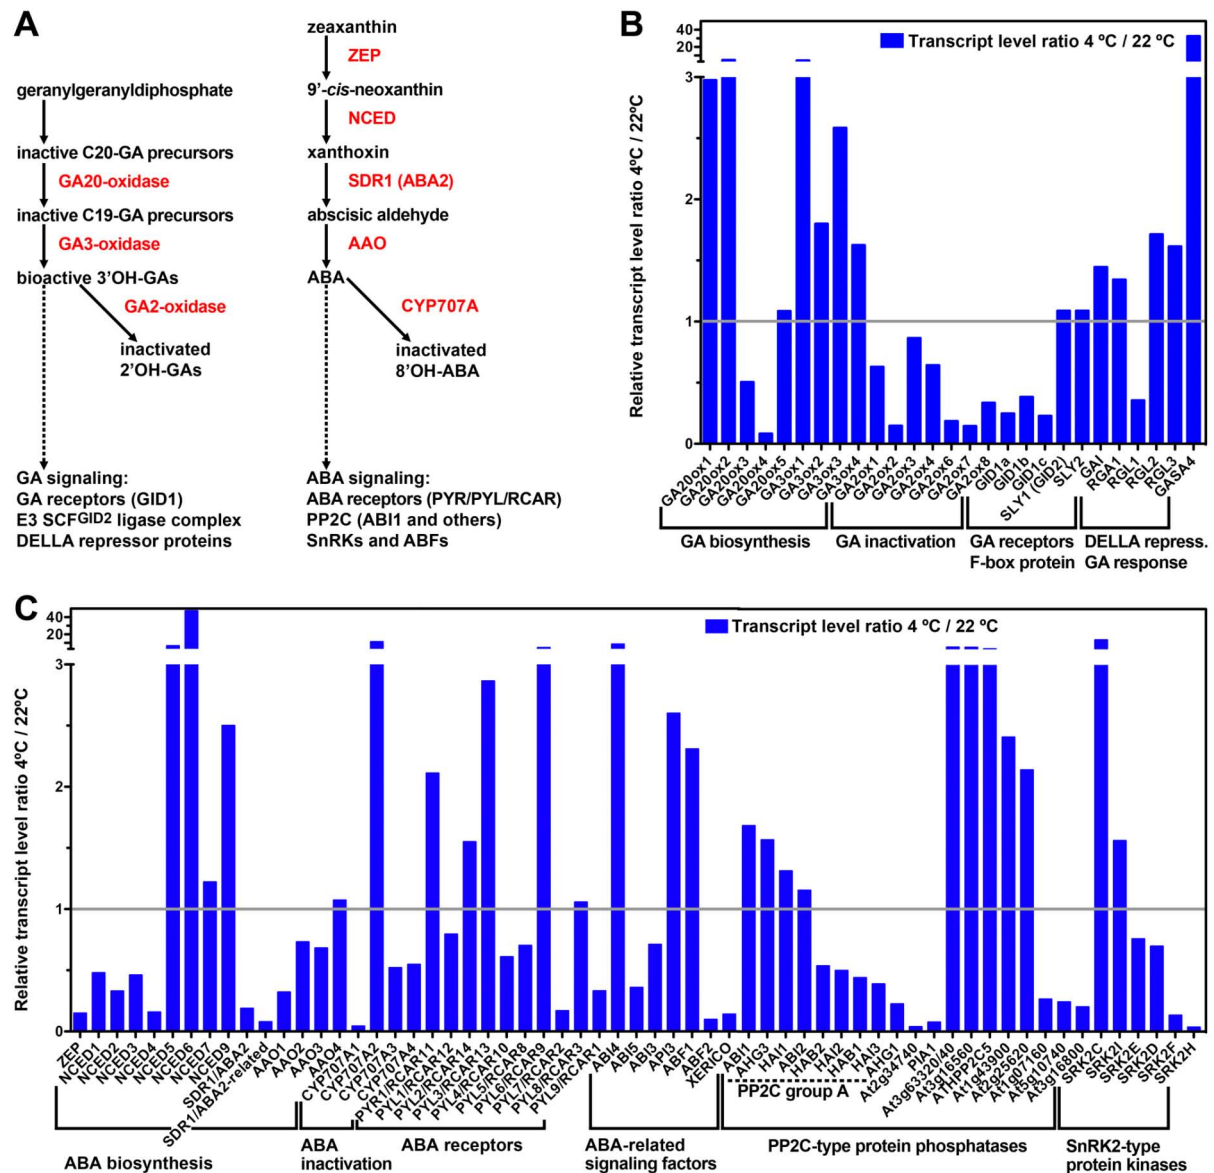 A
zeaxanthin
ZEP
geranylgeranyldiphosphate
9’-cis-neoxanthin
NCED
inactive C20-GA precursors
xanthoxin
GA20-oxidase
SDR1 (ABA2)
inactive C19-GA precursors
abscisic aldehyde
GA3-oxidase
AAO
bioactive 3’OH-GAs
ABA
GA2-oxidase
CYP707A
inactivated
2’OH-GAs
inactivated
8’OH-ABA
GA signaling:
GA receptors (GID1)
E3 SCFGID2 ligase complex
DELLA repressor proteins
ABA signaling:
ABA receptors (PYR/PYL/RCAR)
PP2C (ABI1 and others)
SnRKs and ABFs
B
Transcript level ratio 4 ºC / 22 ºC
Relative transcript level ratio 4ºC / 22ºC
40
20
3
2
1
0
GA20ox1
GA20ox2
GA20ox3
GA20ox4
GA20ox5
GA3ox1
GA3ox2
GA3ox3
GA3ox4
GA2ox1
GA2ox2
GA2ox3
GA2ox4
GA2ox6
GA2ox7
GA2ox8
GID1a
GID1b
GID1c
SLY1 (GID2)
SLY2
GAI
RGA1
RGL1
RGL2
RGL3
GASA4
GA biosynthesis
GA inactivation
GA receptors
F-box protein
DELLA repress.
GA response
C
Transcript level ratio 4 ºC / 22 ºC
Relative transcript level ratio 4ºC / 22ºC
40
20
3
2
1
0
ZEP
NCED1
NCED2
NCED3
NCED4
NCED5
NCED6
NCED7
NCED9
SDR1/ABA2
SDR1/ABA2-related
AAO1
AAO2
AAO3
AAO4
CYP707A1
CYP707A2
CYP707A3
CYP707A4
PYR1/RCAR11
PYL1/RCAR12
PYL2/RCAR14
PYL3/RCAR13
PYL4/RCAR10
PYL5/RCAR8
PYL6/RCAR9
PYL7/RCAR2
PYL8/RCAR3
PYL9/RCAR1
ABI4
ABI5
ABI3
API3
ABF1
ABF2
XERICO
ABI1
AHG3
HAI1
ABI2
HAB2
HAI2
HAB1
HAI3
AHG1
At2g34740
PIA1
At3g63320/40
At3g16560
AtTHPP2C5
At1g43900
At2g25620
At1g07160
At5g10740
At3g16800
SRK2C
SRK2I
SRK2E
SRK2D
SRK2F
SRK2H
PP2C group A
ABA biosynthesis
ABA
inactivation
ABA receptors
ABA-related
signaling factors
PP2C-type protein phosphatases
SnRK2-type
protein kinases